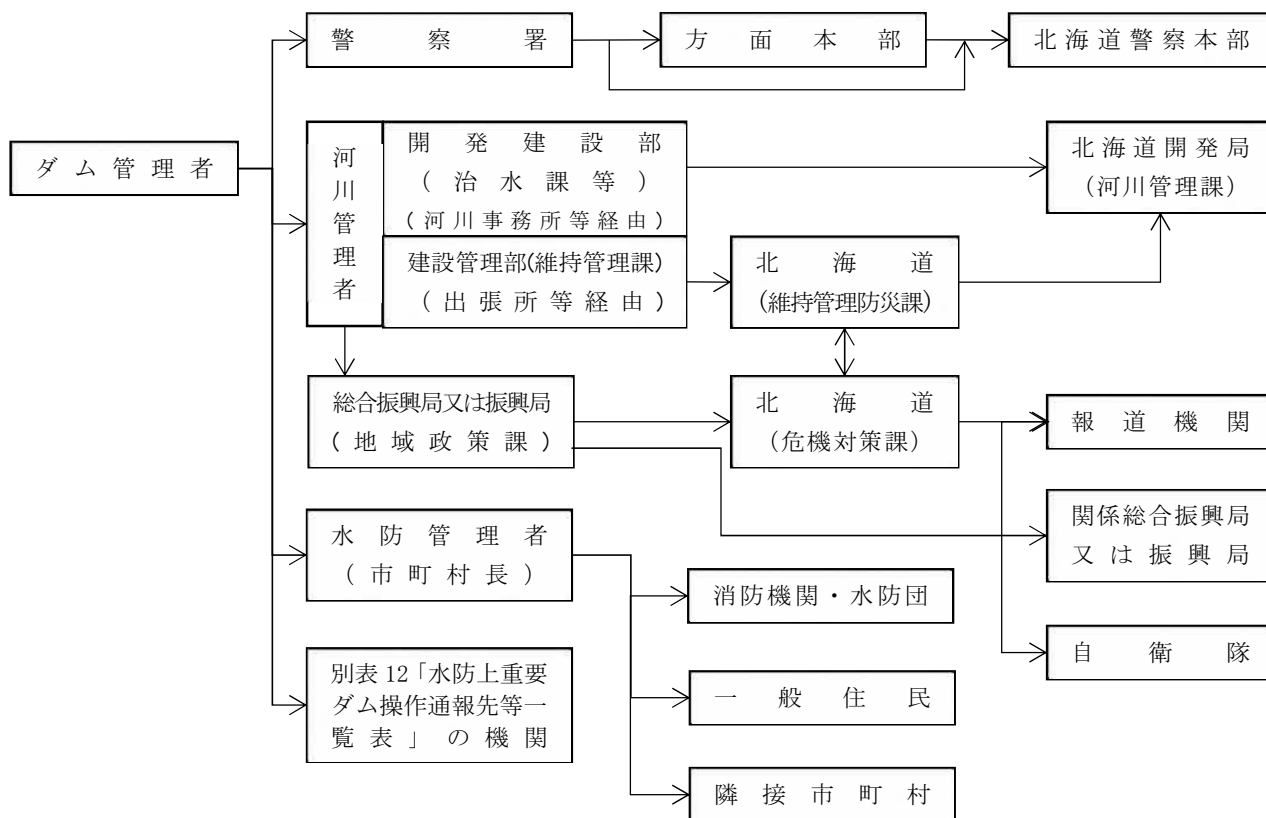 警察署
方面本部
北海道警察本部
ダム管理者
河川管理者
開発建設部
(治水課等)
(河川事務所等経由)
建設管理部(維持管理課)
(出張所等経由)
北海道
(維持管理防災課)
北海道開発局
(河川管理課)
総合振興局又は振興局
(地域政策課)
北海道
(危機対策課)
報道機関
関係総合振興局
又は振興局
自衛隊
水防管理者
(市町村長)
消防機関・水防団
一般住民
隣接市町村
別表12「水防上重要
ダム操作通報先等一
覧表」の機関